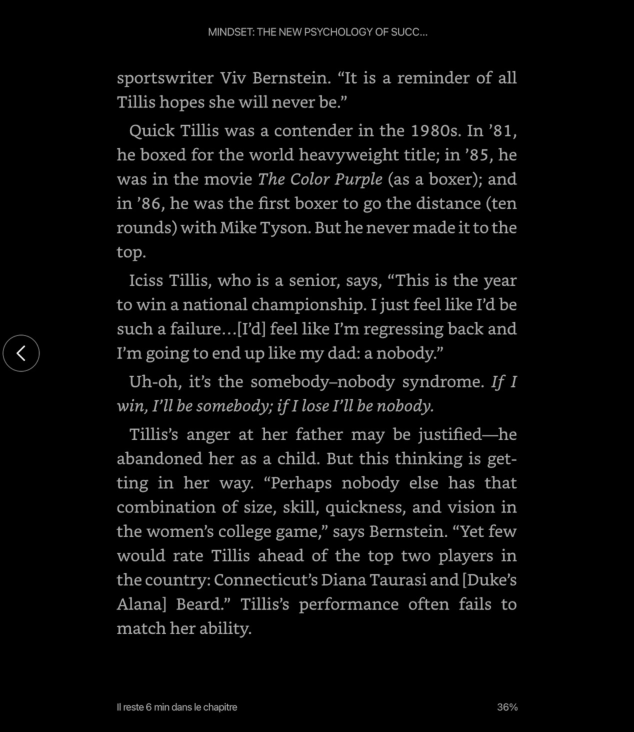 MINDSET: THE NEW PSYCHOLOGY OF SUCC...
sportswriter Viv Bernstein. “It is a reminder of all
Tillis hopes she will never be.”
Quick Tillis was a contender in the 1980s. In ’81,
he boxed for the world heavyweight title; in ’85, he
was in the movie The Color Purple (as a boxer); and
in ’86, he was the first boxer to go the distance (ten
rounds) with Mike Tyson. But he never made it to the
top.
Iciss Tillis, who is a senior, says, “This is the year
to win a national championship. I just feel like I’d be
such a failure…[I’d] feel like I’m regressing back and
I’m going to end up like my dad: a nobody.”
Uh-oh, it’s the somebody–nobody syndrome. If I
win, I’ll be somebody; if I lose I’ll be nobody.
Tillis’s anger at her father may be justified—he
abandoned her as a child. But this thinking is get-
ting in her way. “Perhaps nobody else has that
combination of size, skill, quickness, and vision in
the women’s college game,” says Bernstein. “Yet few
would rate Tillis ahead of the top two players in
the country: Connecticut’s Diana Taurasi and [Duke’s
Alana] Beard.” Tillis’s performance often fails to
match her ability.
Il reste 6 min dans le chapitre
36%